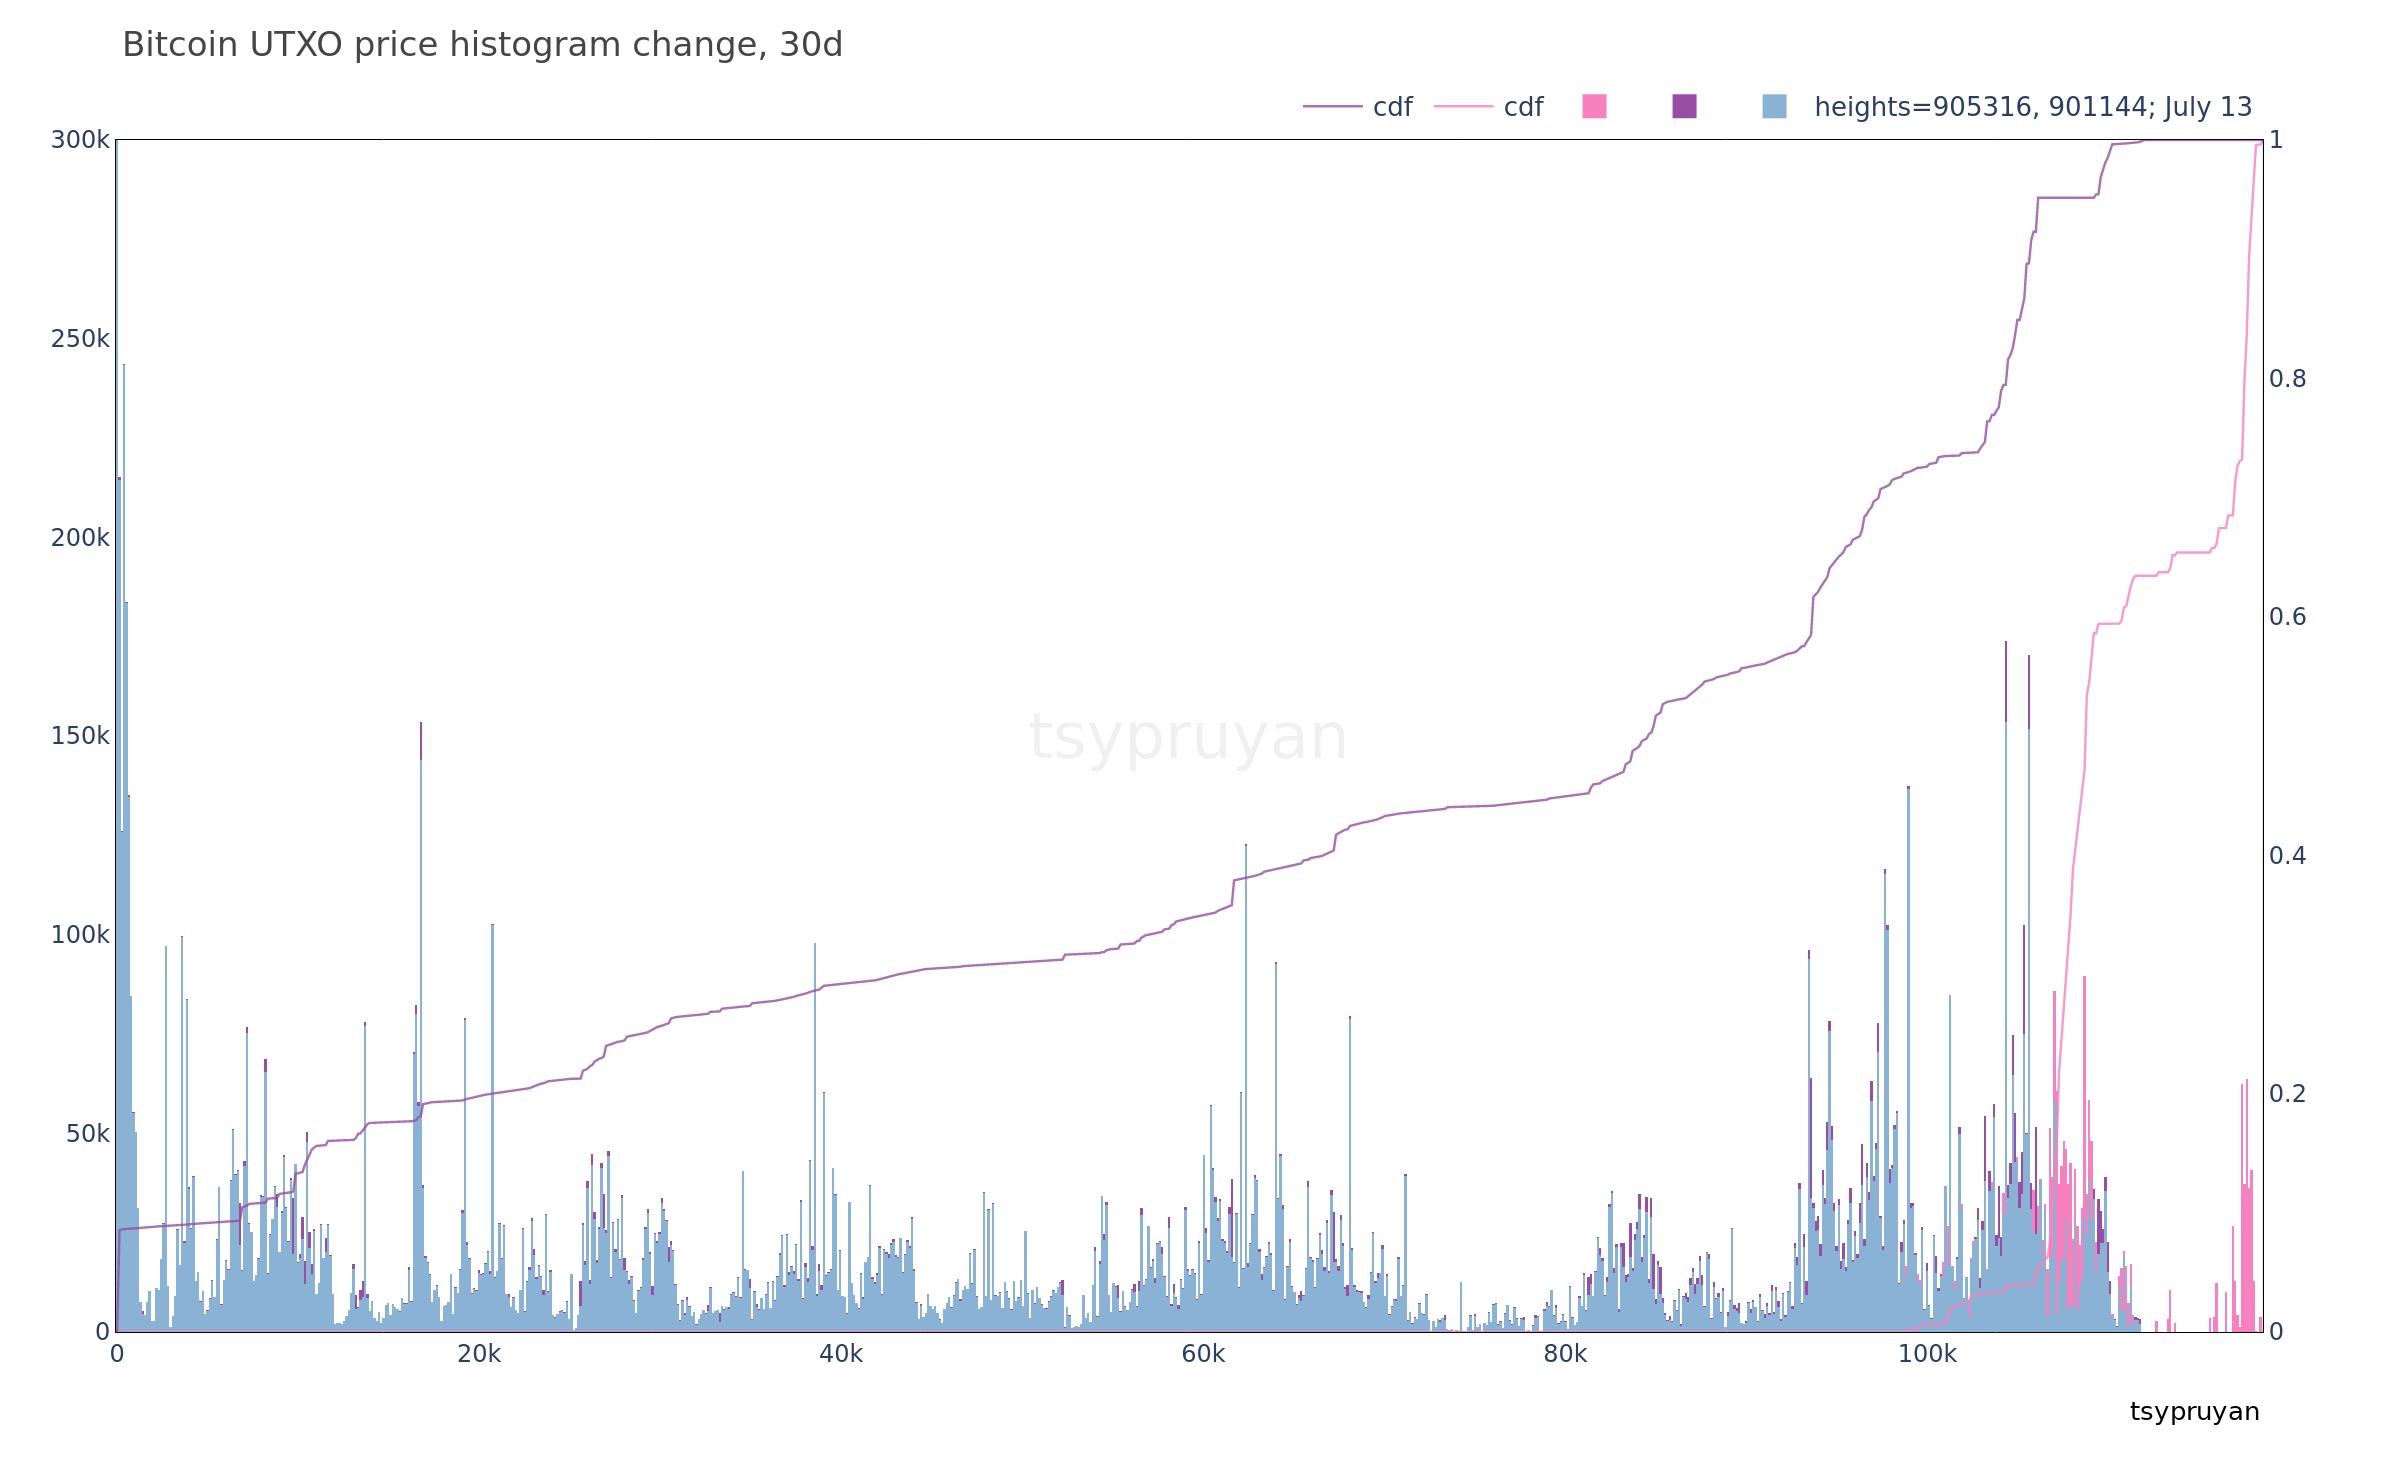 Bitcoin UTXO price histogram change, 30d
cdf cdf heights=905316, 901144; July 13
300k 1
250k
0.8
200k
0.6
150k
tsypruyan
0.4
100k
0.2
50k
0 0
0 20k 40k 60k 80k 100k
tsypruyan